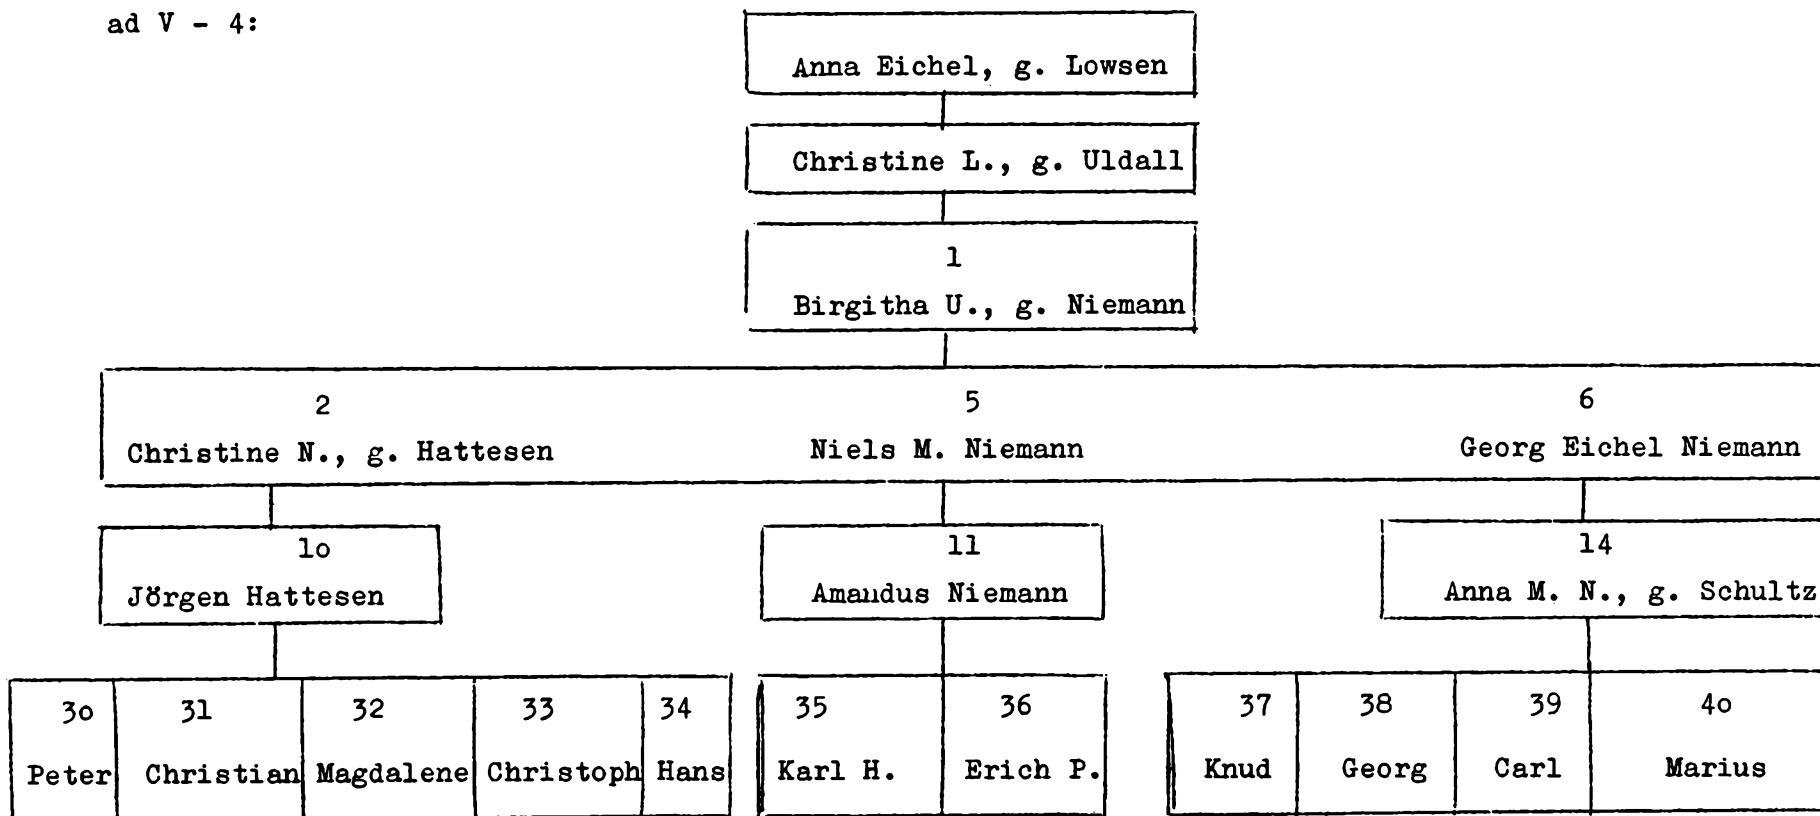 ad V - 4:
Anna Eichel, g. Lowsen
Christine L., g. Uldall
1
Birgitha U., g. Niemann
2 5 6
Christine N., g. Hattesen Niels M. Niemann Georg Eichel Niemann
1o 11 14
Jörgen Hattesen Amandus Niemann Anna M. N., g. Schultz
3o 31 32 33 34 35 36 37 38 39 4o
Peter Christian Magdalene Christoph Hans Karl H. Erich P. Knud Georg Carl Marius